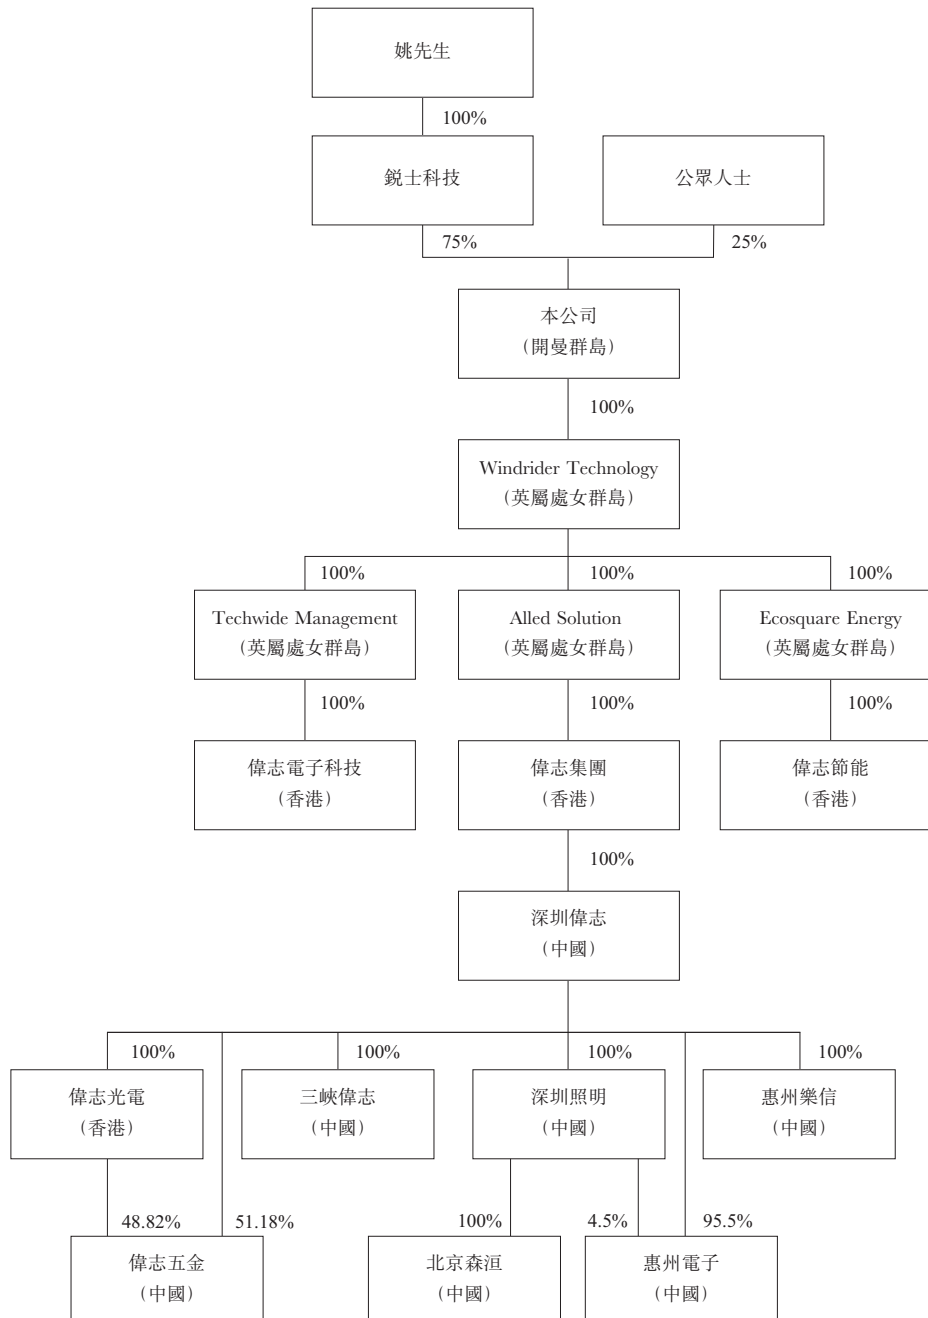 姚先生
100%
鋭士科技
公眾人士
75%
25%
本公司
(開曼群島)
100%
Windrider Technology
(英屬處女群島)
100%
100%
100%
Techwide Management
(英屬處女群島)
Alled Solution
(英屬處女群島)
Ecosquare Energy
(英屬處女群島)
100%
100%
100%
偉志電子科技
(香港)
偉志集團
(香港)
偉志節能
(香港)
100%
深圳偉志
(中國)
100%
100%
100%
100%
偉志光電
(香港)
三峽偉志
(中國)
深圳照明
(中國)
惠州樂信
(中國)
48.82%
51.18%
100%
4.5%
95.5%
偉志五金
(中國)
北京森洹
(中國)
惠州電子
(中國)